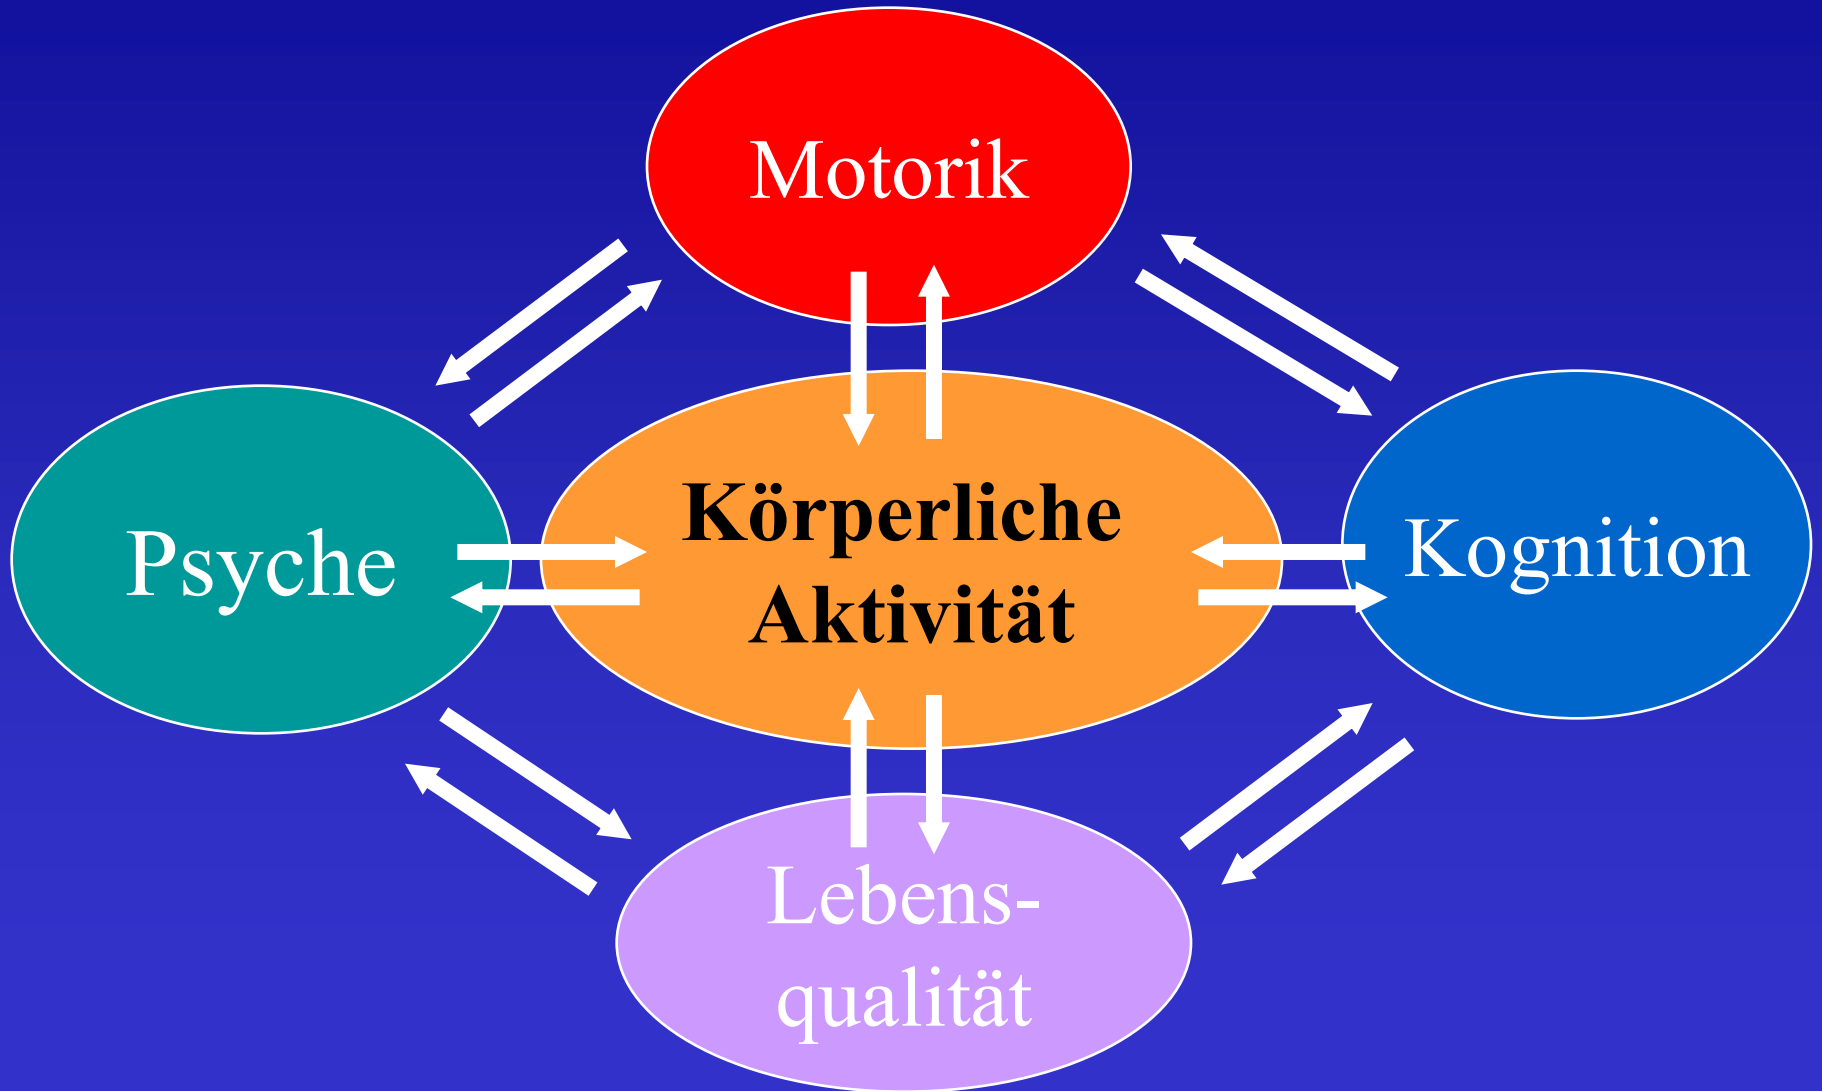 Motorik
Psyche
Körperliche
Aktivität
Kognition
Lebens-
qualität